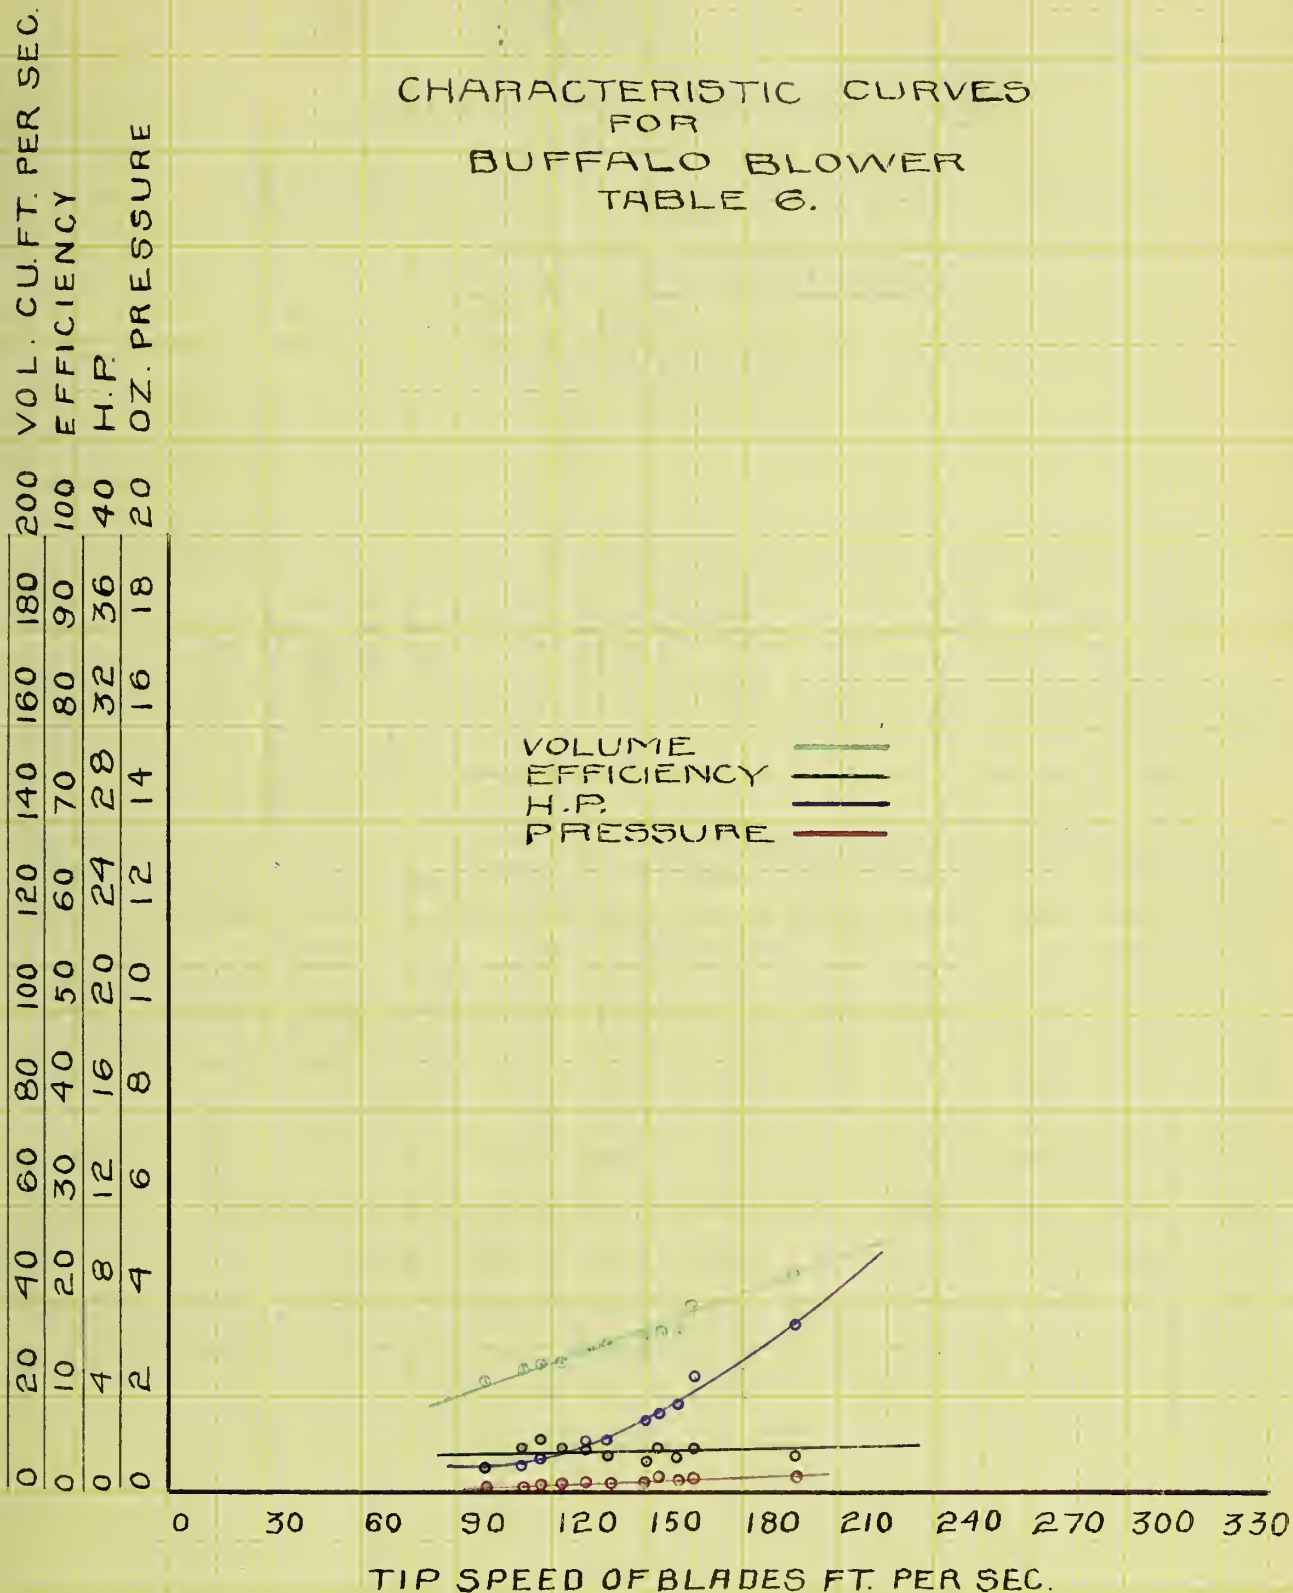 CHARACTERISTIC CURVES
FOR
BUFFALO BLOWER
TABLE 6.
VOL. CU.FT. PER SEC.
EFFICIENCY
H.P.
OZ. PRESSURE
0 20 40 60 80 100 120 140 160 180 200
0 10 20 30 40 50 60 70 80 90 100
0 4 8 12 16 20 24 28 32 36 40
0 2 4 6 8 10 12 14 16 18 20
VOLUME
EFFICIENCY
H.P.
PRESSURE
0 30 60 90 120 150 180 210 240 270 300 330
TIP SPEED OF BLADES FT. PER SEC.